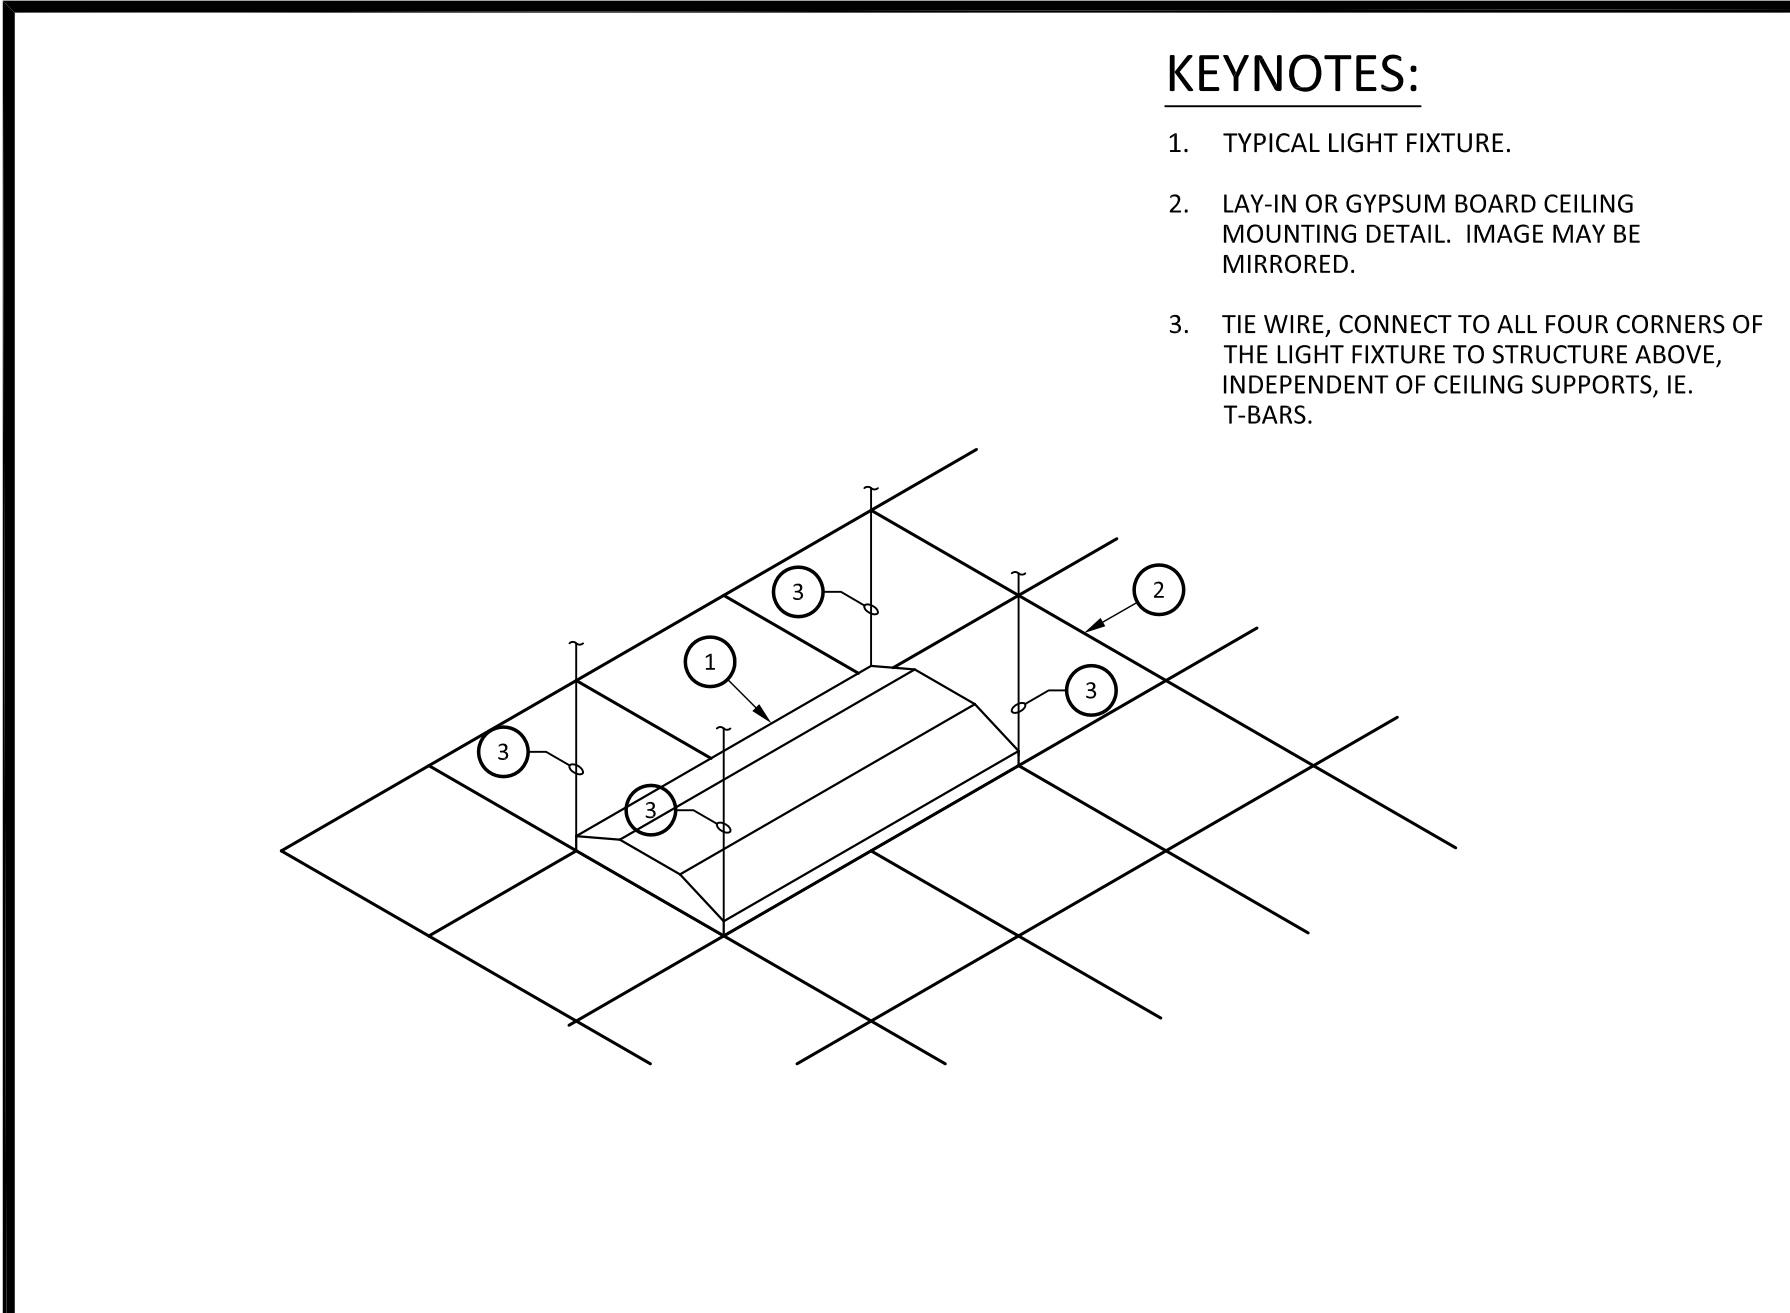 KEYNOTES:
1. TYPICAL LIGHT FIXTURE.
2. LAY-IN OR GYPSUM BOARD CEILING
MOUNTING DETAIL. IMAGE MAY BE
MIRRORED.
3. TIE WIRE, CONNECT TO ALL FOUR CORNERS OF
THE LIGHT FIXTURE TO STRUCTURE ABOVE,
INDEPENDENT OF CEILING SUPPORTS, IE.
T-BARS.
3
2
1
3
3
3